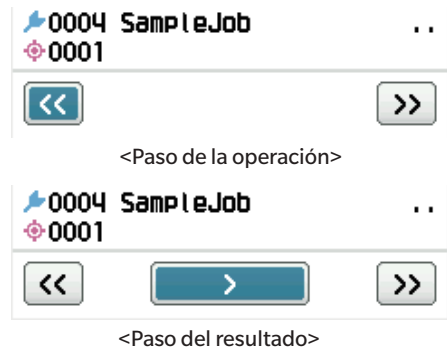 0004 SampleJob ..
0001
<< >>
<Paso de la operación>
0004 SampleJob ..
0001
<< > >>
<Paso del resultado>